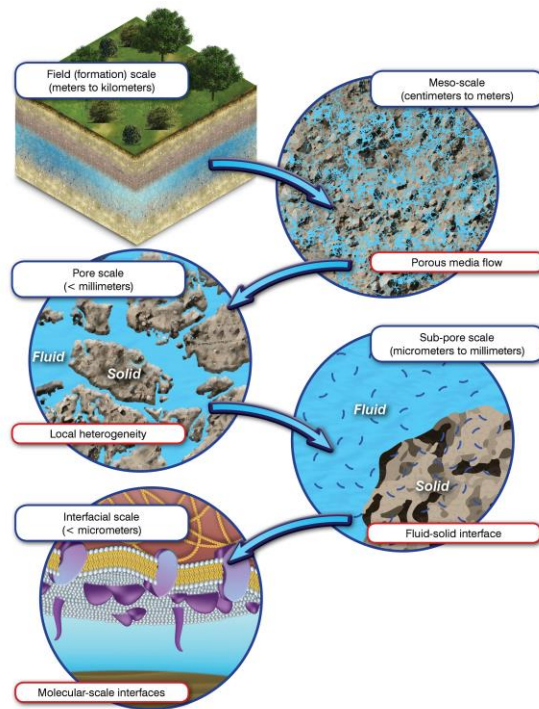 Field (formation) scale
(meters to kilometers)
Meso-scale
(centimeters to meters)
Porous media flow
Pore scale
(< millimeters)
Fluid
Solid
Local heterogeneity
Sub-pore scale
(micrometers to millimeters)
Fluid
Solid
Fluid-solid interface
Interfacial scale
(< micrometers)
Molecular-scale interfaces